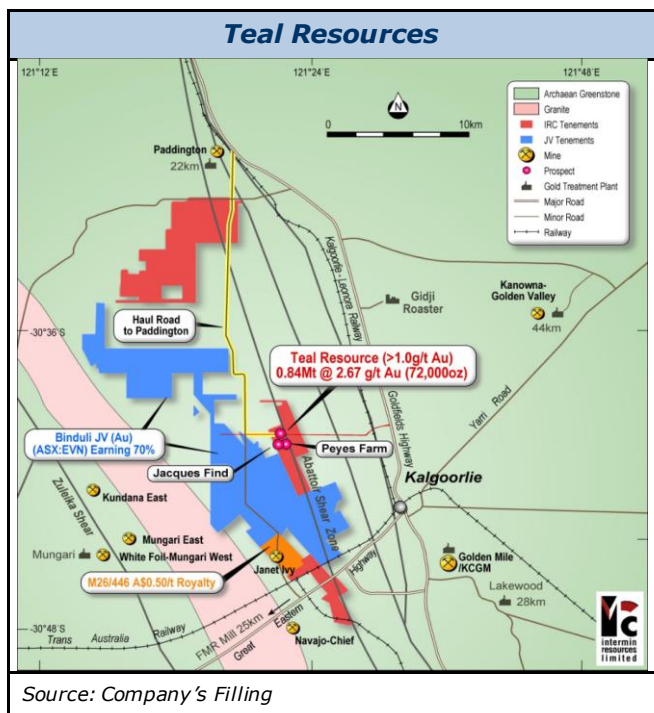 Teal Resources
121°12'E
121°24'E
121°48'E
N
0
10km
Archaean Greenstone
Granite
IRC Tenements
JV Tenements
Mine
Prospect
Gold Treatment Plant
Major Road
Minor Road
Railway
Paddington
22km
Kalgoorlie - Leonora Railway
Gidji
Roaster
Kanowna-
Golden Valley
44km
-30°36'S
Haul Road
to Paddington
Teal Resource (>1.0g/t Au)
0.84Mt @ 2.67 g/t Au (72,000oz)
Goldfields Highway
Yarri Road
Binduli JV (Au)
(ASX:EVN) Earning 70%
Jacques Find
Peyes Farm
Abattoir Shear Zone
Kalgoorlie
Zuleika Shear
Kundana East
Mungari East
Mungari
White Foil-Mungari West
Janet Ivy
M26/446 A$0.50/t Royalty
Golden Mile
/KCGM
Lakewood
28km
-30°48'S
Trans Australia Railway
FMR Mill 25km
Great Eastern Highway
Navajo-Chief
intermin
resources
limited
Source: Company's Filling